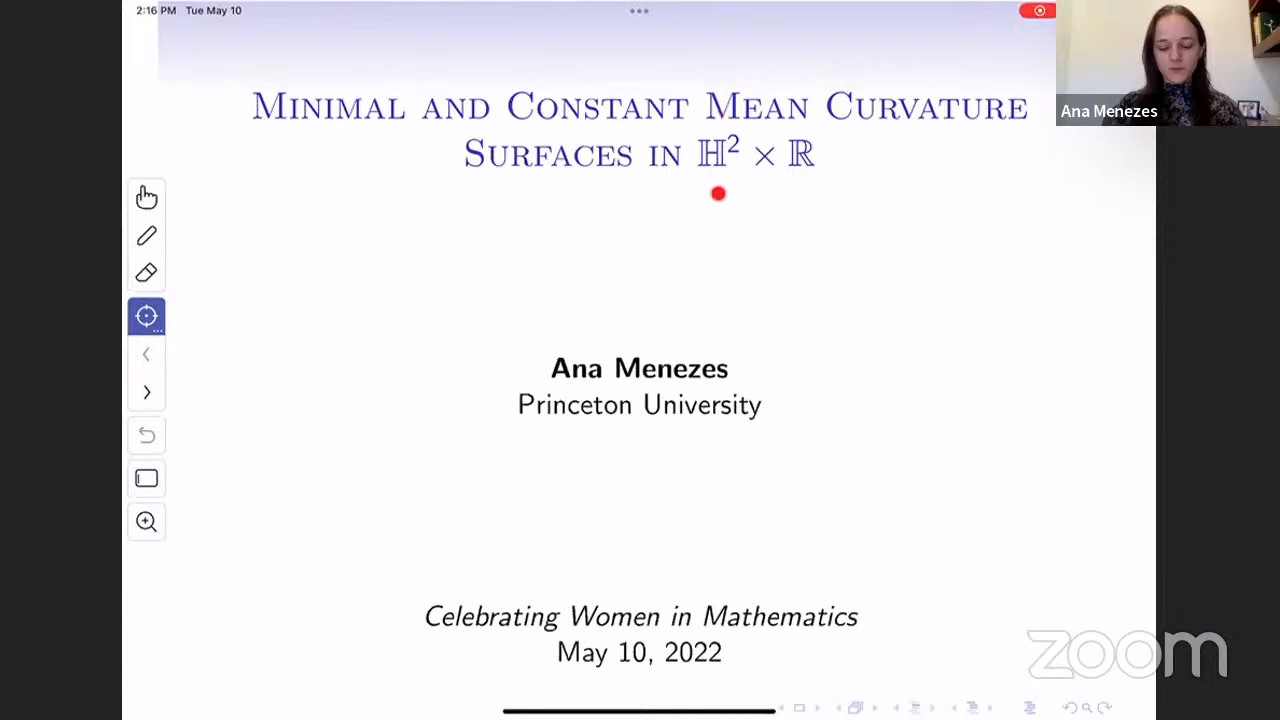 2:16 PM Tue May 10
MINIMAL AND CONSTANT MEAN CURVATURE
SURFACES IN ℍ² × ℝ
Ana Menezes
Ana Menezes
Princeton University
Celebrating Women in Mathematics
May 10, 2022
zoom